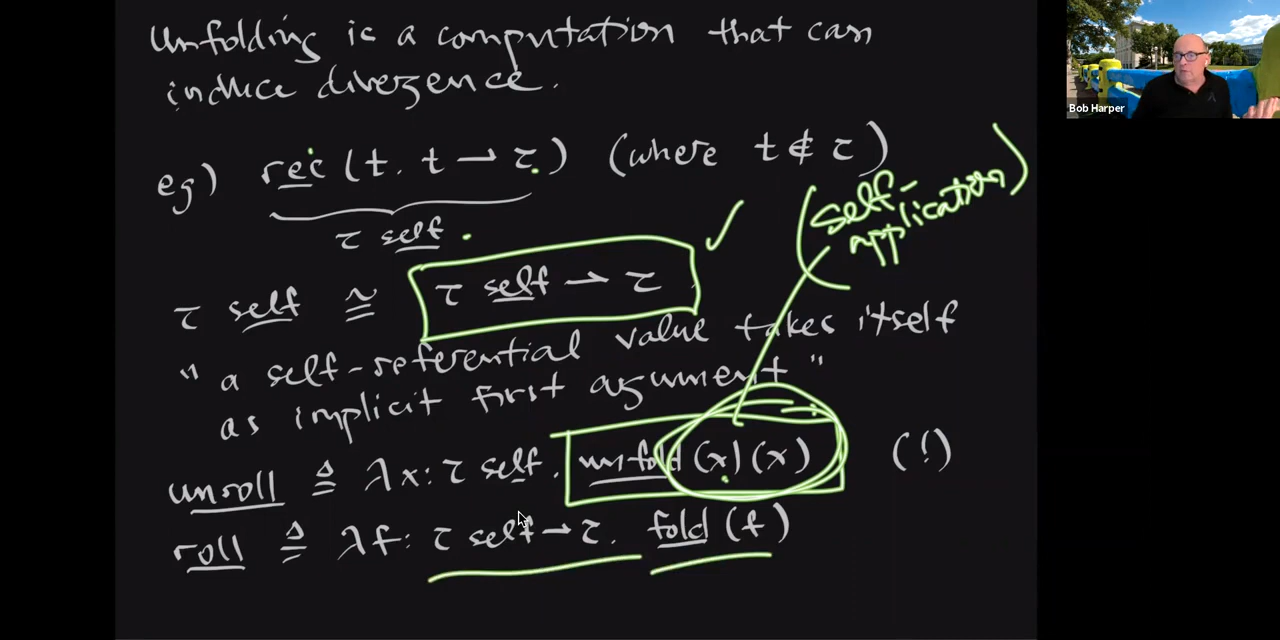 Unfolding is a computation that can
induce divergence.
Bob Harper
eg) rec (t. t → τ) (where t ∉ τ)
τ self
(self-
application)
τ self ≅ τ self → τ
" a self-referential value takes itself
as implicit first argument "
unroll ≜ λx: τ self. unfold (x)(x) (!)
roll ≜ λf: τ self → τ. fold (f)